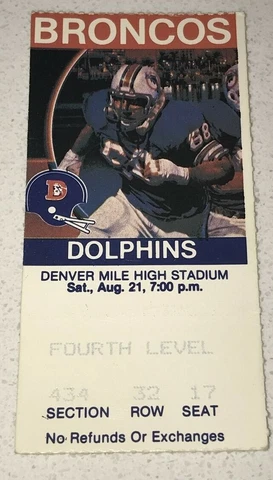 BRONCOS
D
DOLPHINS
DENVER MILE HIGH STADIUM
Sat., Aug. 21, 7:00 p.m.
FOURTH LEVEL
434 32 17
SECTION ROW SEAT
No Refunds Or Exchanges